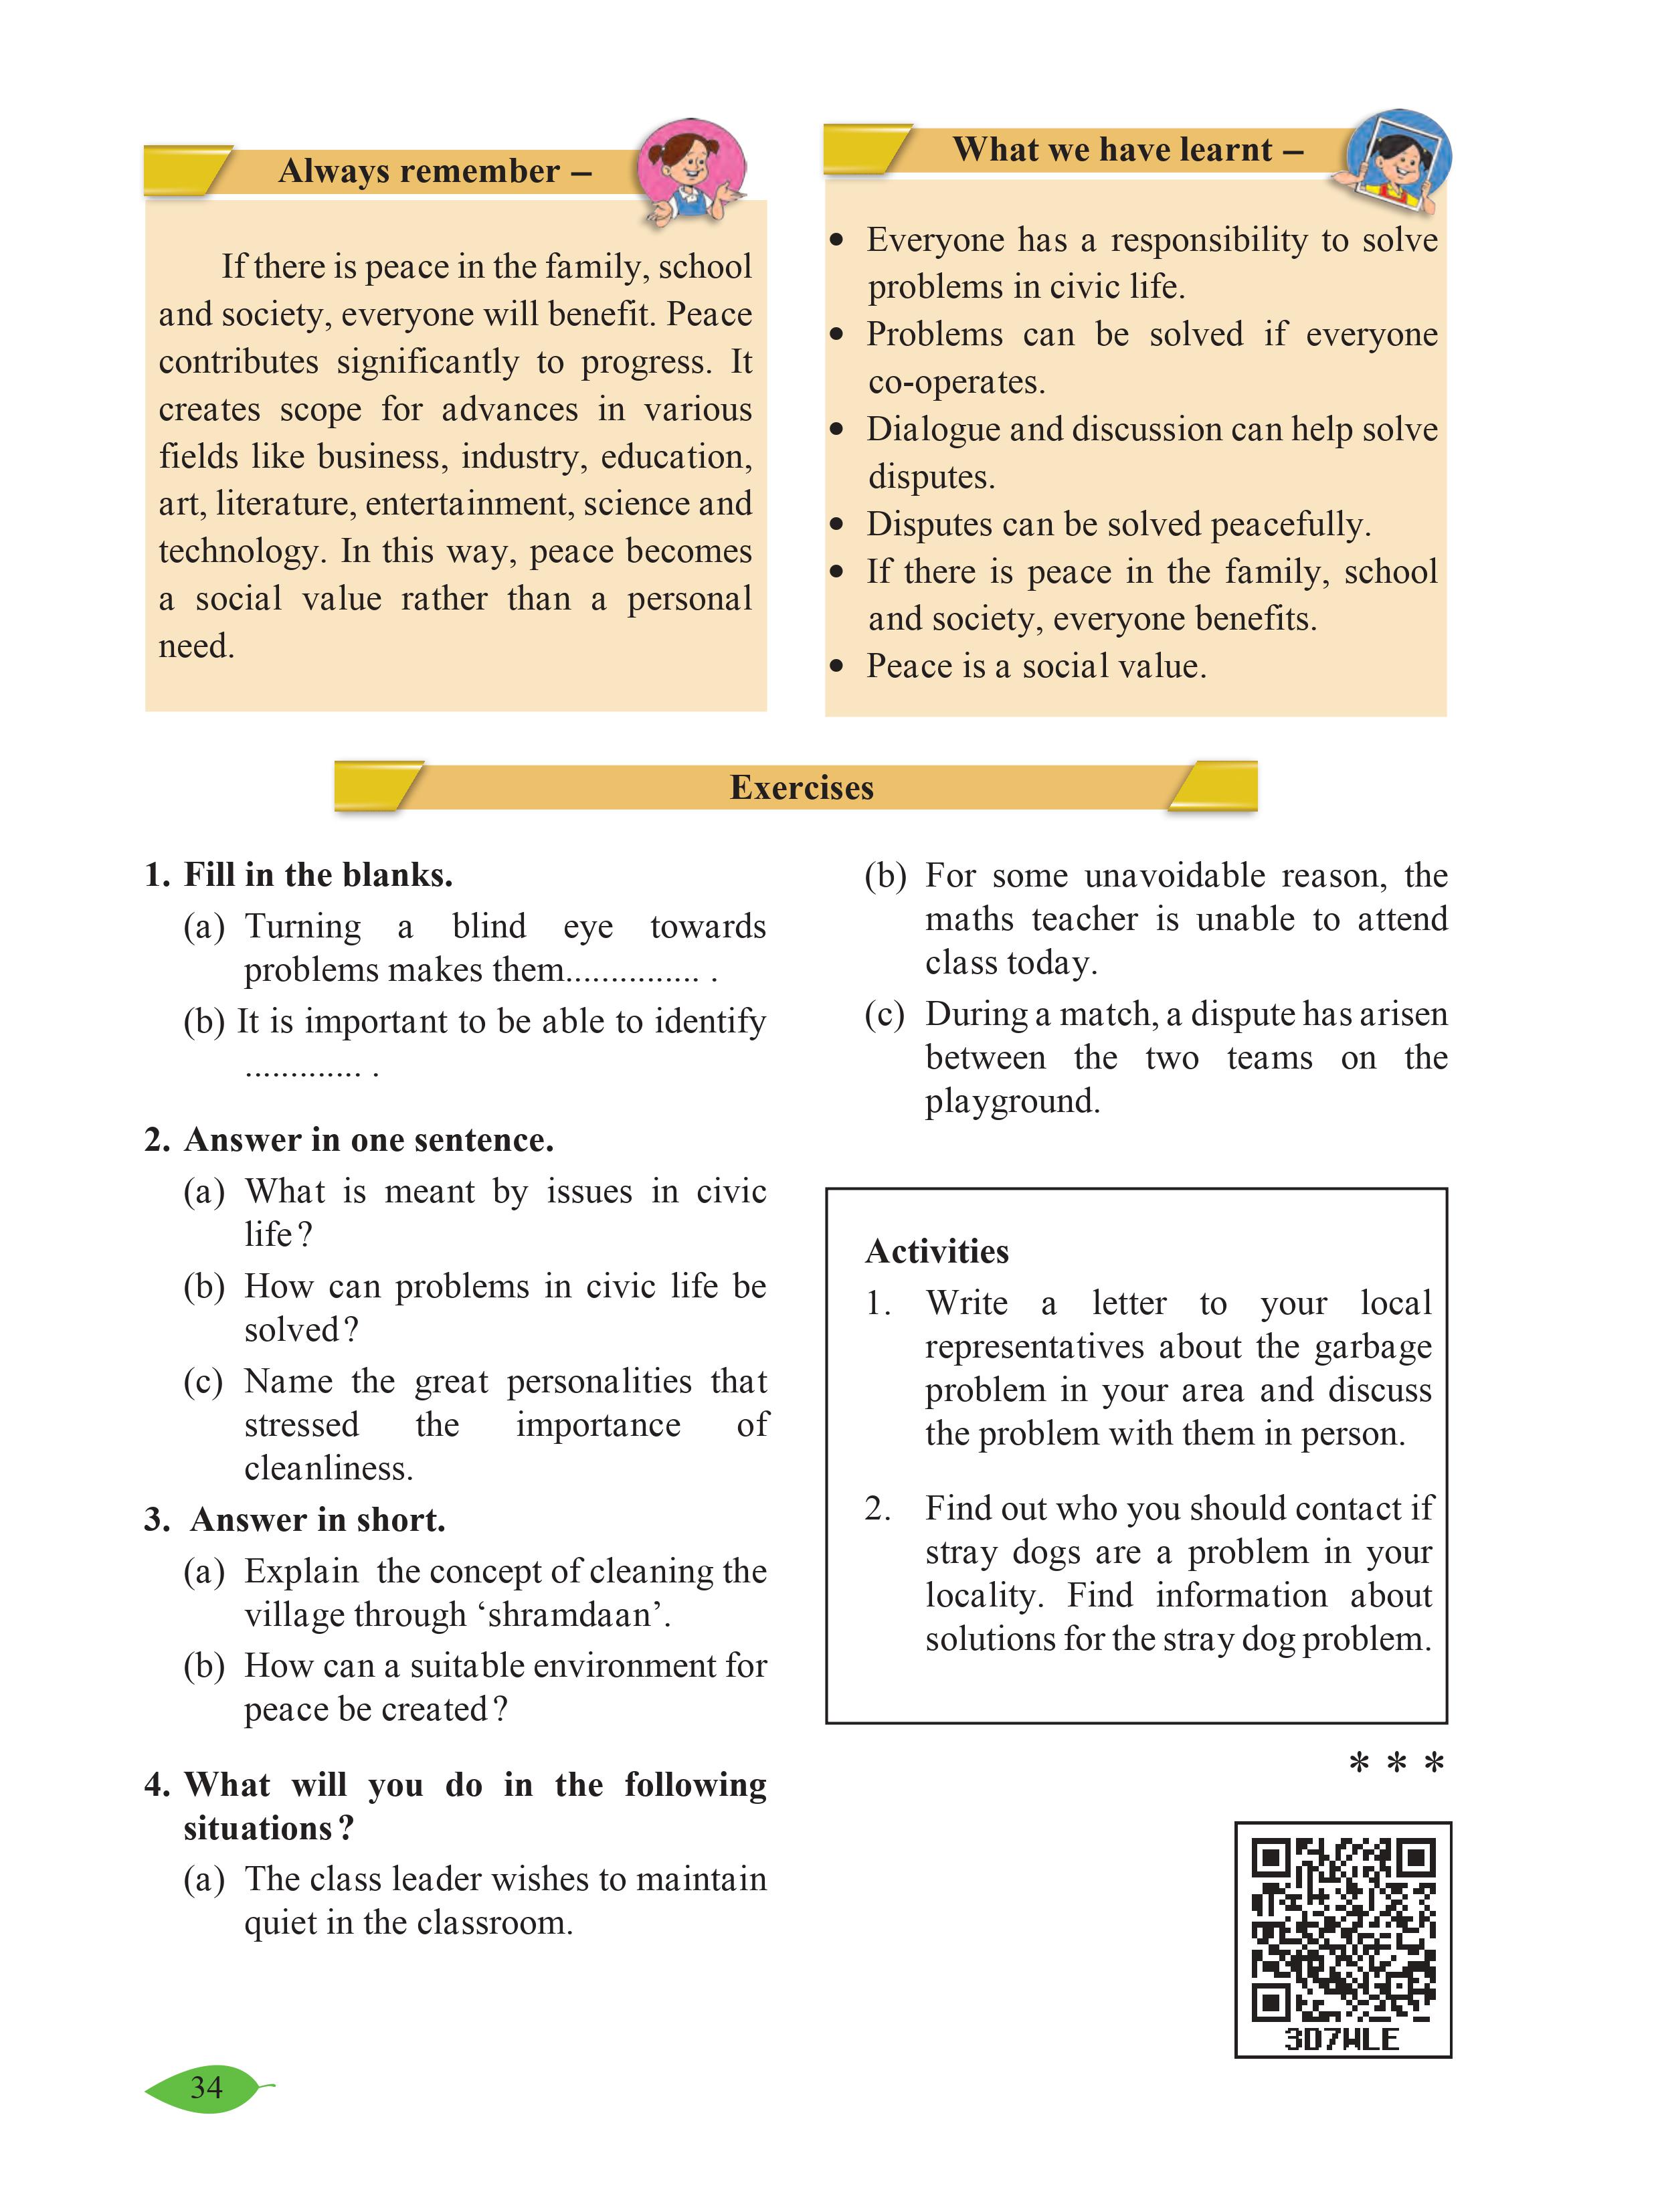 Always remember –
If there is peace in the family, school
and society, everyone will benefit. Peace
contributes significantly to progress. It
creates scope for advances in various
fields like business, industry, education,
art, literature, entertainment, science and
technology. In this way, peace becomes
a social value rather than a personal
need.
What we have learnt –
• Everyone has a responsibility to solve
problems in civic life.
• Problems can be solved if everyone
co-operates.
• Dialogue and discussion can help solve
disputes.
• Disputes can be solved peacefully.
• If there is peace in the family, school
and society, everyone benefits.
• Peace is a social value.
Exercises
1. Fill in the blanks.
(a) Turning a blind eye towards
problems makes them............... .
(b) It is important to be able to identify
............. .
2. Answer in one sentence.
(a) What is meant by issues in civic
life?
(b) How can problems in civic life be
solved?
(c) Name the great personalities that
stressed the importance of
cleanliness.
3. Answer in short.
(a) Explain the concept of cleaning the
village through ‘shramdaan’.
(b) How can a suitable environment for
peace be created?
4. What will you do in the following
situations?
(a) The class leader wishes to maintain
quiet in the classroom.
(b) For some unavoidable reason, the
maths teacher is unable to attend
class today.
(c) During a match, a dispute has arisen
between the two teams on the
playground.
Activities
1. Write a letter to your local
representatives about the garbage
problem in your area and discuss
the problem with them in person.
2. Find out who you should contact if
stray dogs are a problem in your
locality. Find information about
solutions for the stray dog problem.
* * *
3D7WLE
34